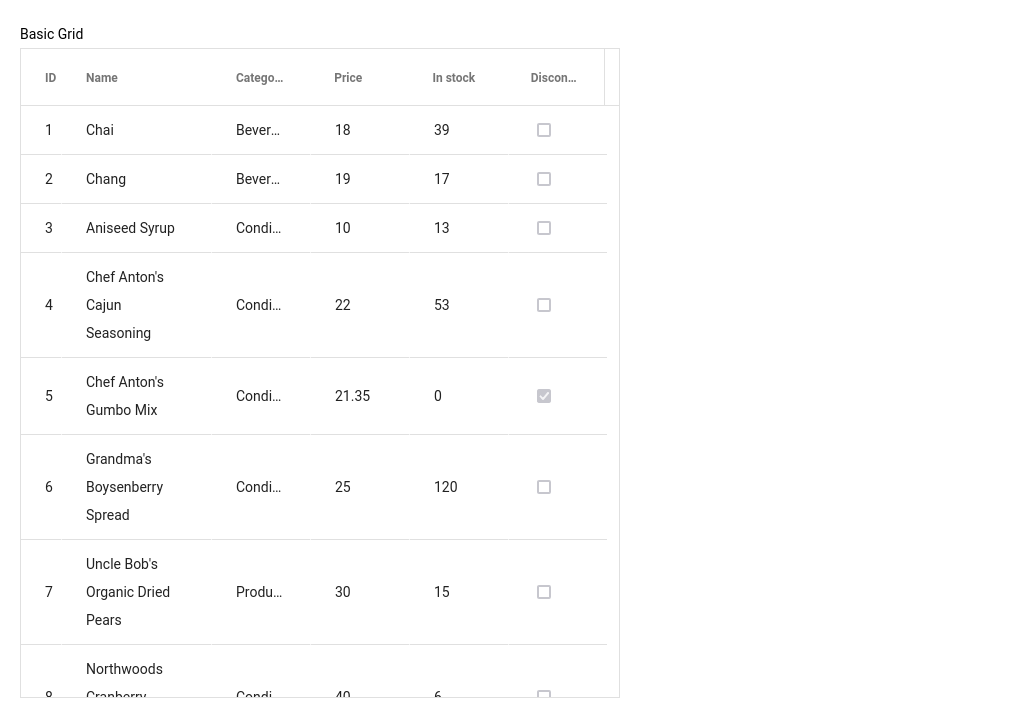 Basic Grid
ID Name Catego... Price In stock Discon...
1 Chai Bever... 18 39
2 Chang Bever... 19 17
3 Aniseed Syrup Condi... 10 13
Chef Anton's
4 Cajun Condi... 22 53
Seasoning
Chef Anton's
5 Condi... 21.35 0
Gumbo Mix
Grandma's
6 Boysenberry Condi... 25 120
Spread
Uncle Bob's
7 Organic Dried Produ... 30 15
Pears
Northwoods
8 Cranberry Condi... 40 6